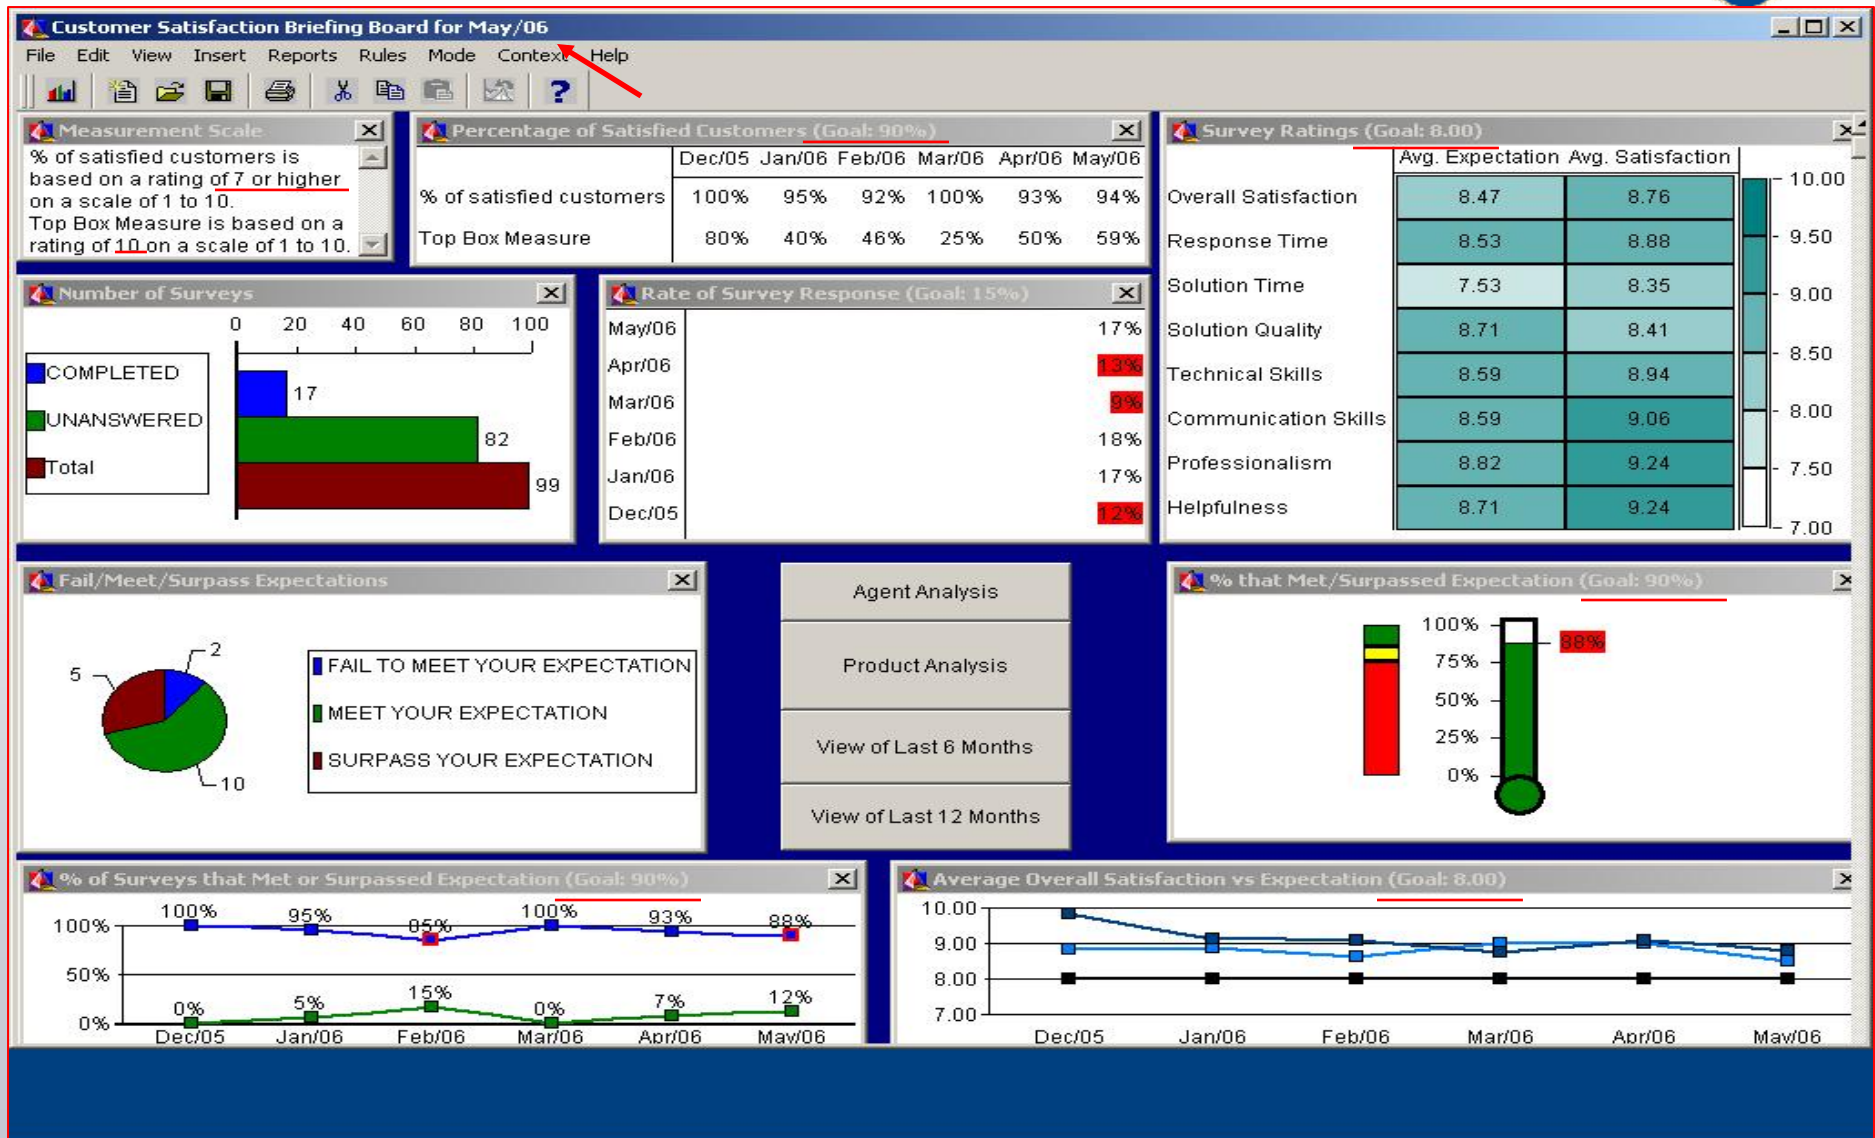 Customer Satisfaction Briefing Board for May/06
File Edit View Insert Reports Rules Mode Context Help
Measurement Scale
% of satisfied customers is
based on a rating of 7 or higher
on a scale of 1 to 10.
Top Box Measure is based on a
rating of 10 on a scale of 1 to 10.
Percentage of Satisfied Customers (Goal: 90%)
Dec/05 Jan/06 Feb/06 Mar/06 Apr/06 May/06
% of satisfied customers 100% 95% 92% 100% 93% 94%
Top Box Measure 80% 40% 46% 25% 50% 59%
Survey Ratings (Goal: 8.00)
Avg. Expectation Avg. Satisfaction
Overall Satisfaction 8.47 8.76
Response Time 8.53 8.88
Solution Time 7.53 8.35
Solution Quality 8.71 8.41
Technical Skills 8.59 8.94
Communication Skills 8.59 9.06
Professionalism 8.82 9.24
Helpfulness 8.71 9.24
10.00
9.50
9.00
8.50
8.00
7.50
7.00
Number of Surveys
0 20 40 60 80 100
COMPLETED
UNANSWERED
Total
17
82
99
Rate of Survey Response (Goal: 15%)
May/06 17%
Apr/06 13%
Mar/06 9%
Feb/06 18%
Jan/06 17%
Dec/05 12%
Fail/Meet/Surpass Expectations
2
5
10
FAIL TO MEET YOUR EXPECTATION
MEET YOUR EXPECTATION
SURPASS YOUR EXPECTATION
Agent Analysis
Product Analysis
View of Last 6 Months
View of Last 12 Months
% that Met/Surpassed Expectation (Goal: 90%)
100%
75%
50%
25%
0%
88%
% of Surveys that Met or Surpassed Expectation (Goal: 90%)
100% 95% 85% 100% 93% 88%
100%
50%
0%
0% 5% 15% 0% 7% 12%
Dec/05 Jan/06 Feb/06 Mar/06 Apr/06 May/06
Average Overall Satisfaction vs Expectation (Goal: 8.00)
10.00
9.00
8.00
7.00
Dec/05 Jan/06 Feb/06 Mar/06 Apr/06 May/06